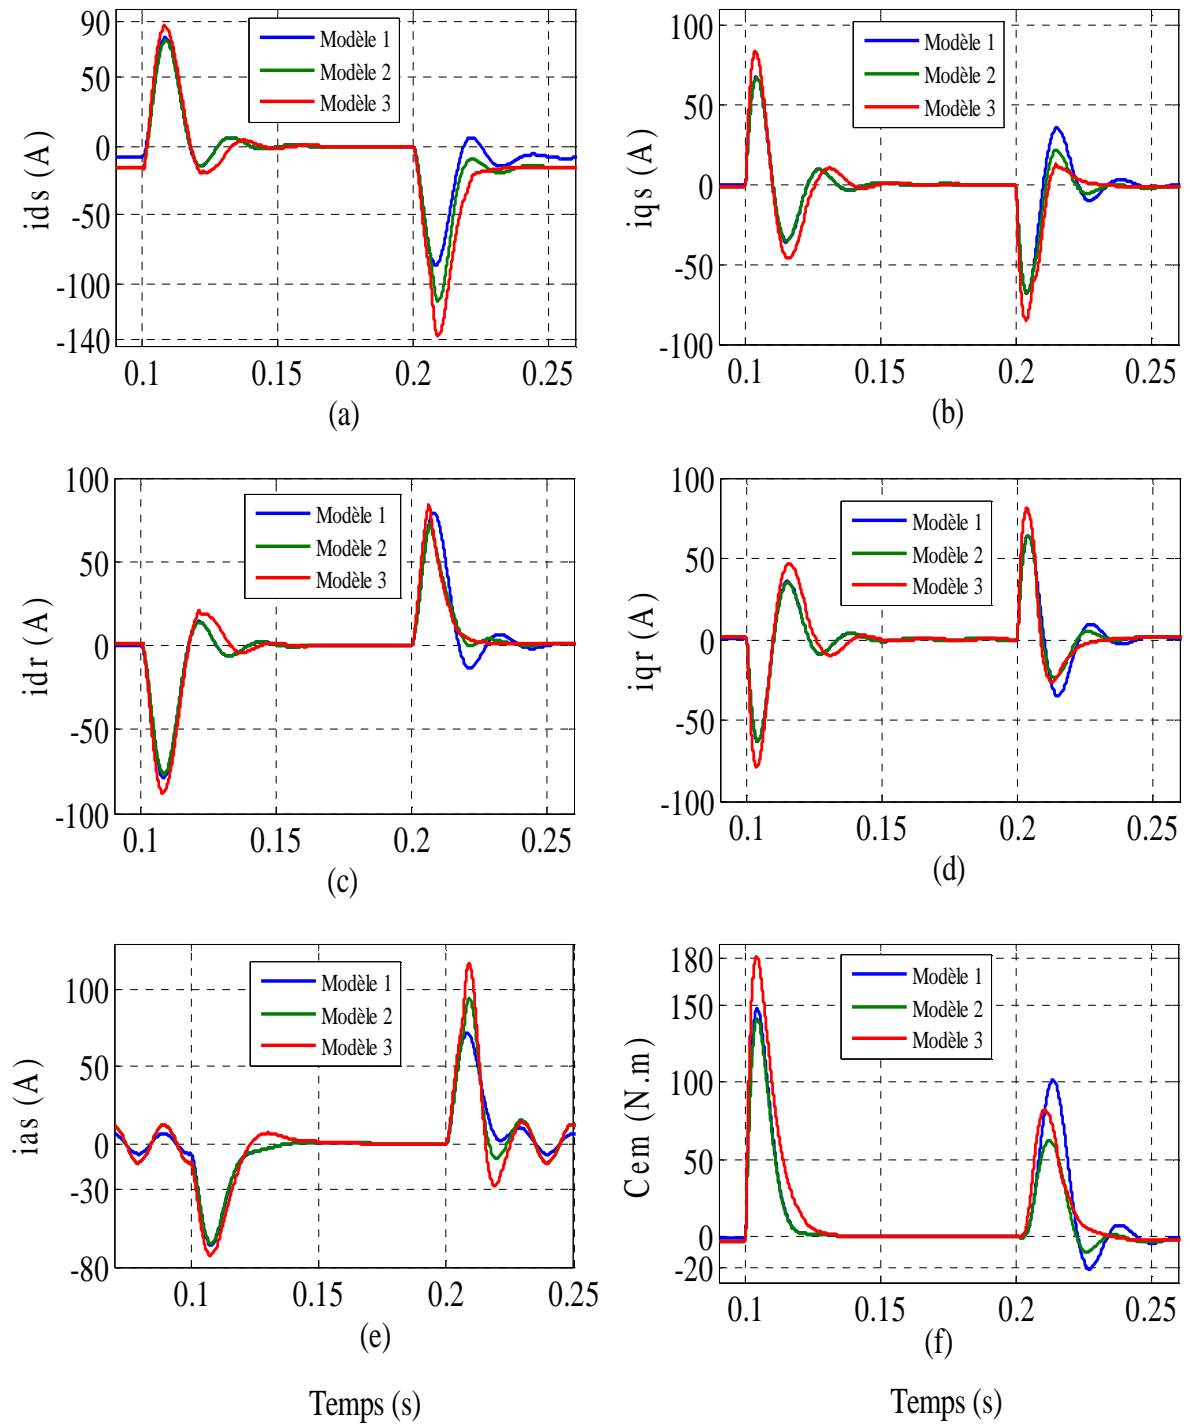 90
50
0
-50
-100
-140
ids (A)
Modèle 1
Modèle 2
Modèle 3
0.1
0.15
0.2
0.25
(a)
100
50
0
-50
-100
iqs (A)
Modèle 1
Modèle 2
Modèle 3
0.1
0.15
0.2
0.25
(b)
100
50
0
-50
-100
idr (A)
Modèle 1
Modèle 2
Modèle 3
0.1
0.15
0.2
0.25
(c)
100
50
0
-50
-100
iqr (A)
Modèle 1
Modèle 2
Modèle 3
0.1
0.15
0.2
0.25
(d)
100
50
0
-30
-80
ias (A)
Modèle 1
Modèle 2
Modèle 3
0.1
0.15
0.2
0.25
(e)
180
150
100
50
0
-20
Cem (N.m)
Modèle 1
Modèle 2
Modèle 3
0.1
0.15
0.2
0.25
(f)
Temps (s)
Temps (s)